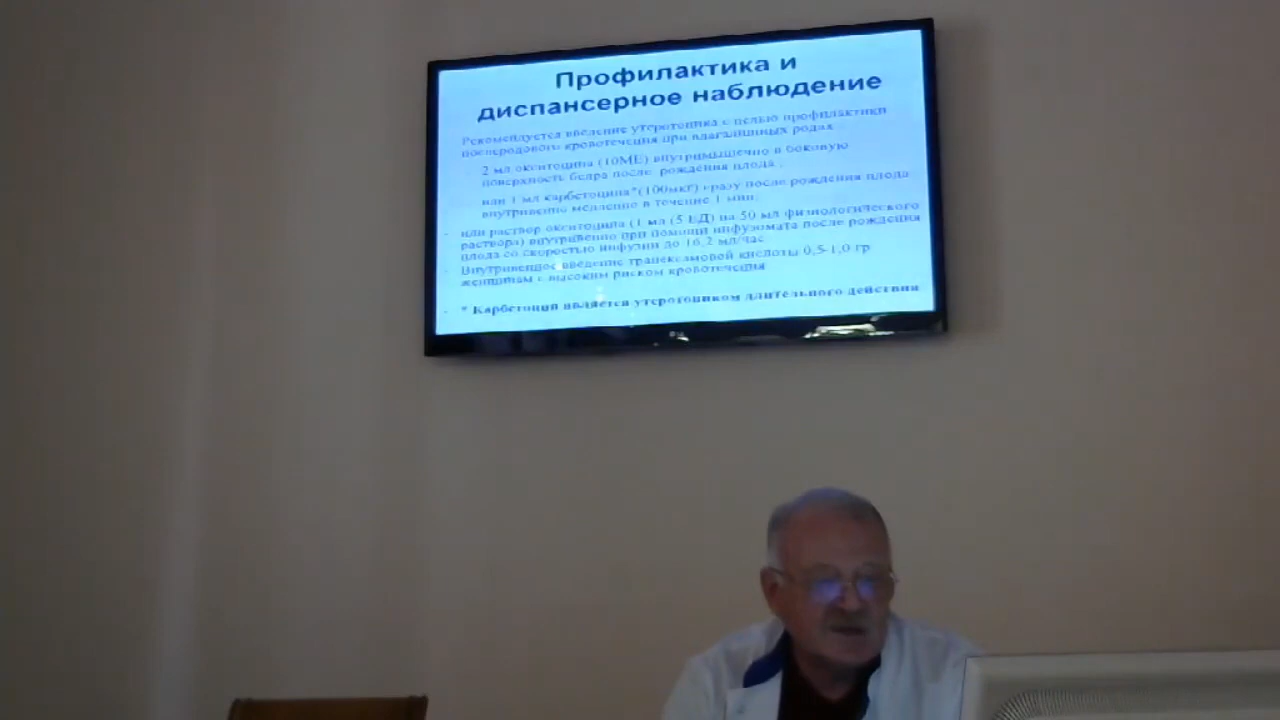 Профилактика и
диспансерное наблюдение
Рекомендуется введение утеротоника с целью профилактики
послеродового кровотечения при влагалищных родах
2 мл окситоцина (10МЕ) внутримышечно в боковую
поверхность бедра после рождения плода .
или 1 мл карбетоцина*(100мкг) сразу после рождения плода
внутривенно медленно в течение 1 мин.
- или раствор окситоцина (1 мл (5 ЕД) на 50 мл физиологического
раствора) внутривенно при помощи инфузомата после рождения
плода со скоростью инфузии до 16,2 мл/час
- Внутривенное введение транексамовой кислоты 0,5-1,0 гр
женщинам с высоким риском кровотечения
- * Карбетоцин является утеротоником длительного действия